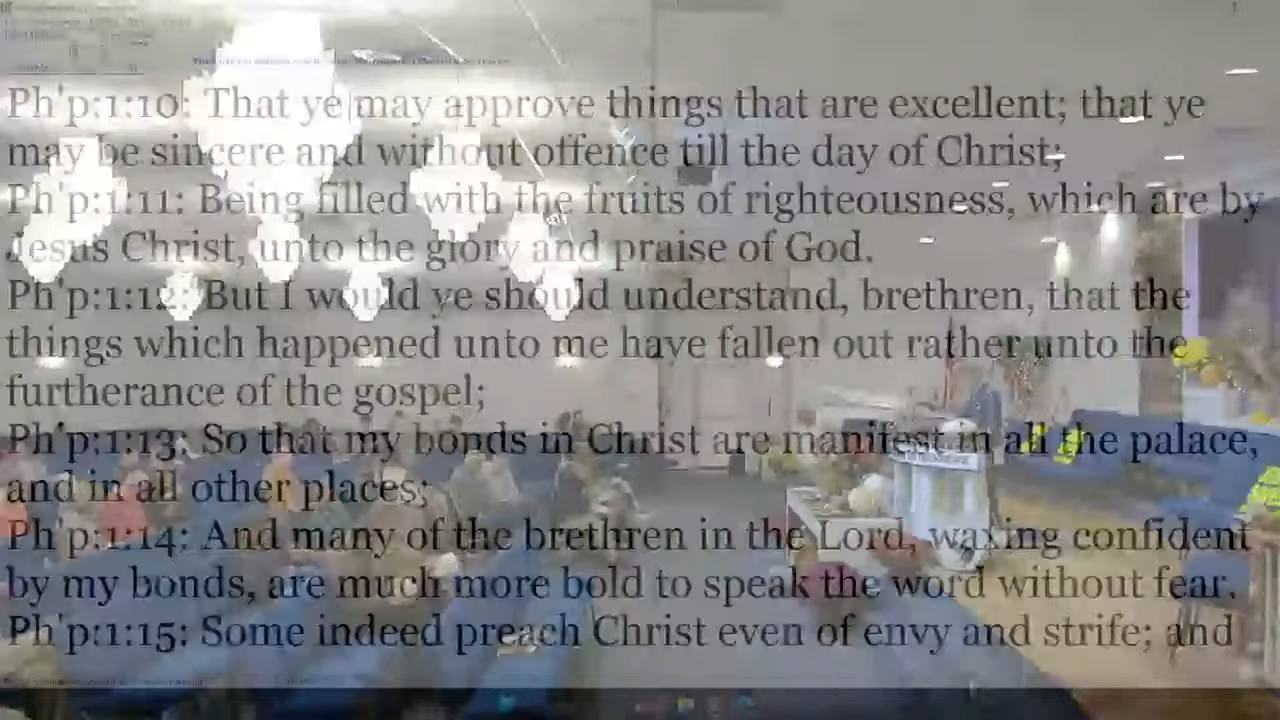 Ph'p:1:10: That ye may approve things that are excellent; that ye
may be sincere and without offence till the day of Christ;
Ph'p:1:11: Being filled with the fruits of righteousness, which are by
Jesus Christ, unto the glory and praise of God.
Ph'p:1:12: But I would ye should understand, brethren, that the
things which happened unto me have fallen out rather unto the
furtherance of the gospel;
Ph'p:1:13: So that my bonds in Christ are manifest in all the palace,
and in all other places;
Ph'p:1:14: And many of the brethren in the Lord, waxing confident
by my bonds, are much more bold to speak the word without fear.
Ph'p:1:15: Some indeed preach Christ even of envy and strife; and